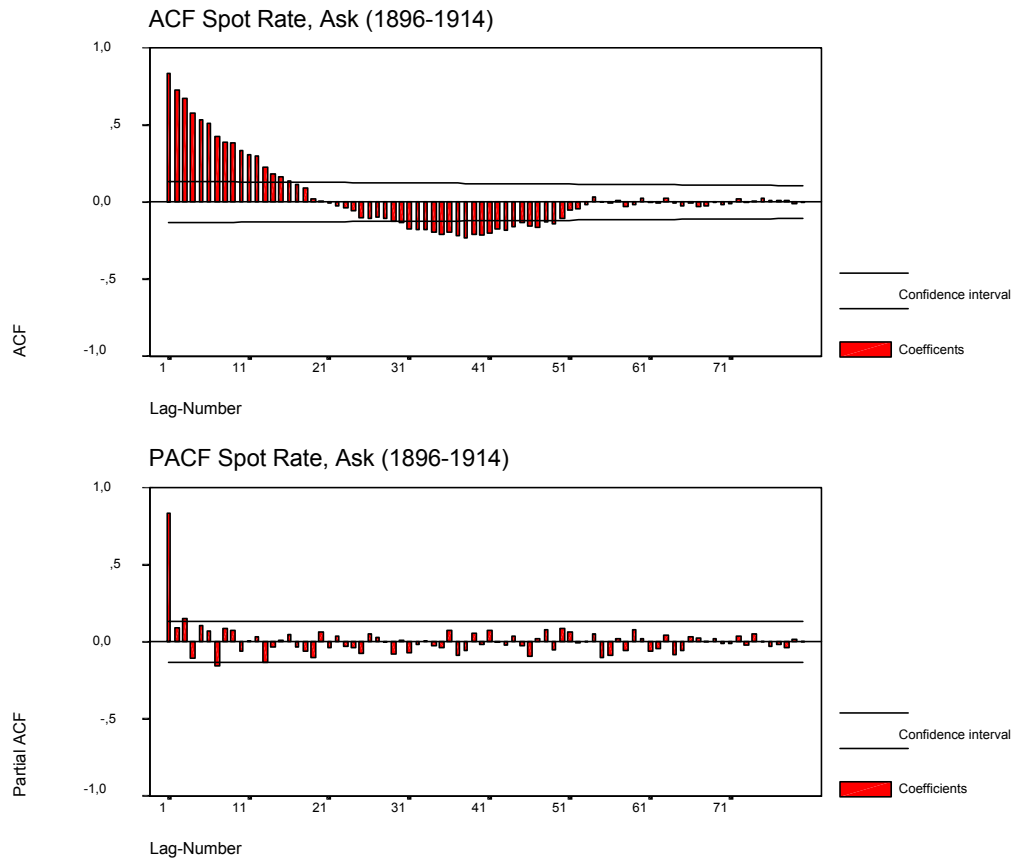 ACF Spot Rate, Ask (1896-1914)
1,0
,5
0,0
-,5
-1,0
ACF
1 11 21 31 41 51 61 71
Lag-Number
Confidence interval
Coefficents
PACF Spot Rate, Ask (1896-1914)
1,0
,5
0,0
-,5
-1,0
Partial ACF
1 11 21 31 41 51 61 71
Lag-Number
Confidence interval
Coefficients